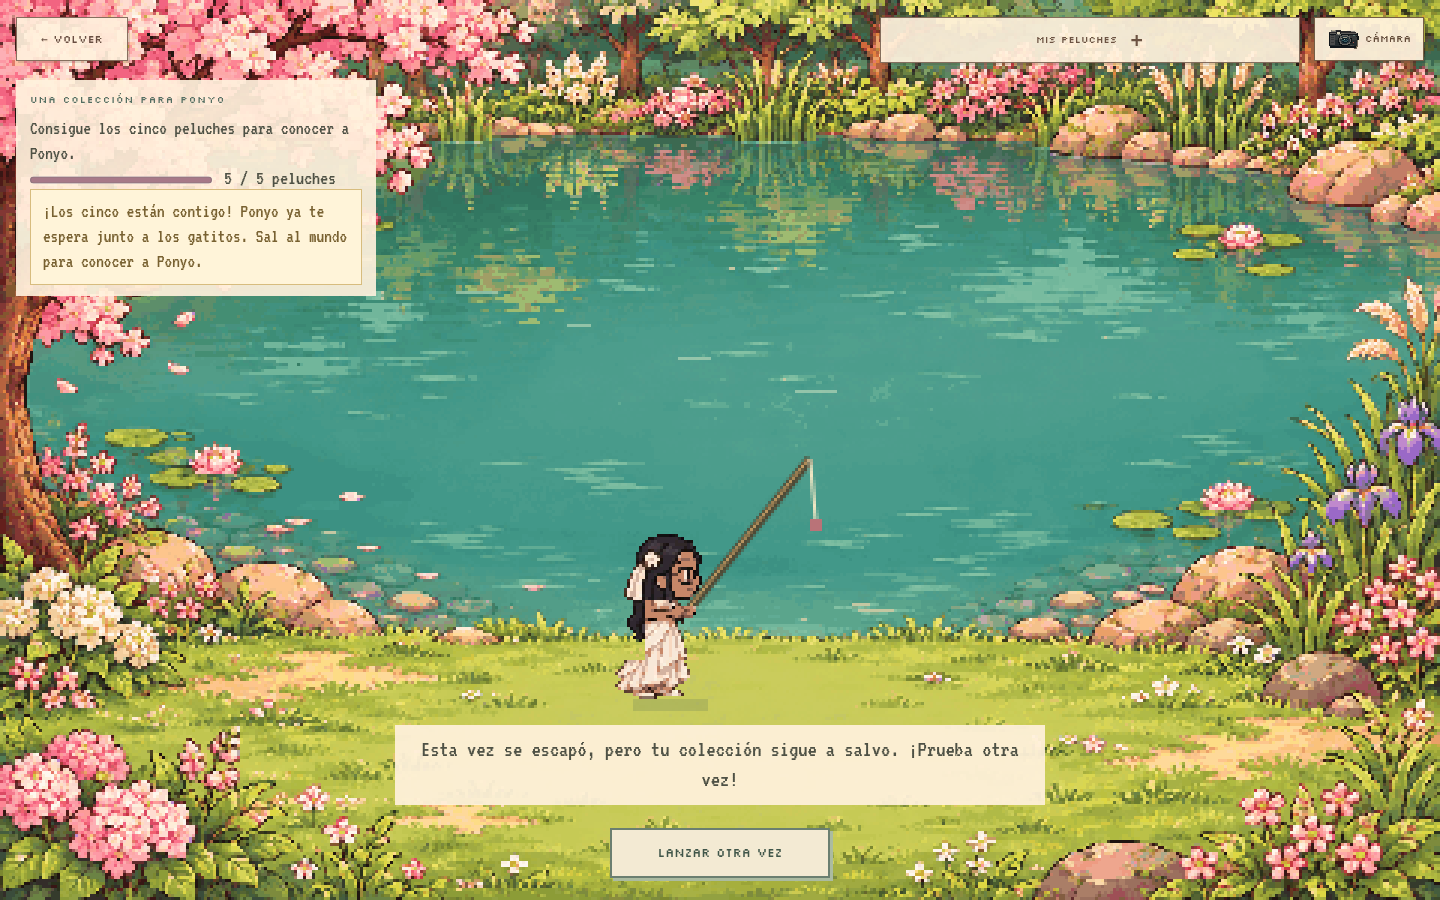 ← VOLVER
MIS PELUCHES +
CÁMARA
UNA COLECCIÓN PARA PONYO
Consigue los cinco peluches para conocer a
Ponyo.
5 / 5 peluches
¡Los cinco están contigo! Ponyo ya te
espera junto a los gatitos. Sal al mundo
para conocer a Ponyo.
Esta vez se escapó, pero tu colección sigue a salvo. ¡Prueba otra
vez!
LANZAR OTRA VEZ